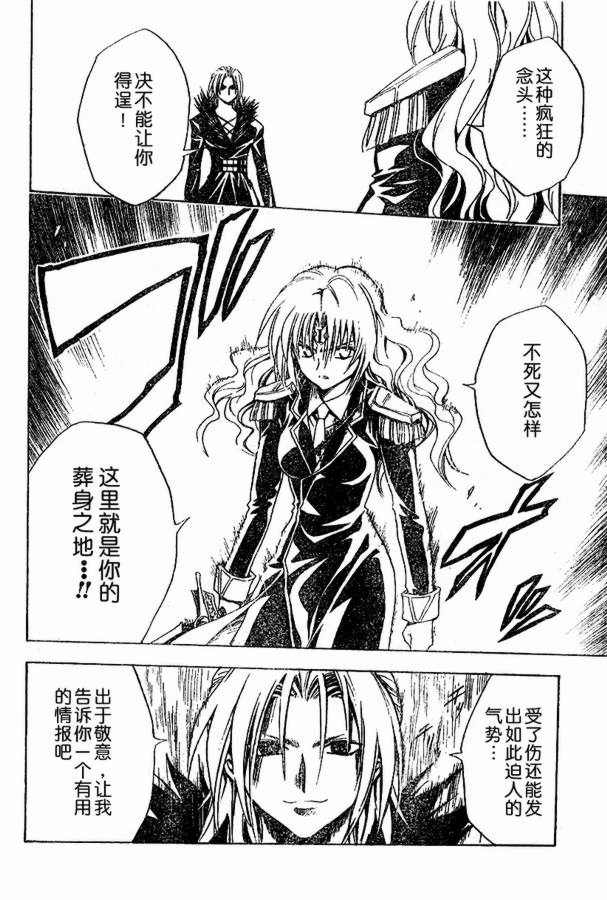 这种疯狂的
念头……
决不能让你
得逞！
不死又怎样
这里就是你的
葬身之地…!!
受了伤还能发
出如此迫人的
气势…
出于敬意，让我
告诉你一个有用
的情报吧